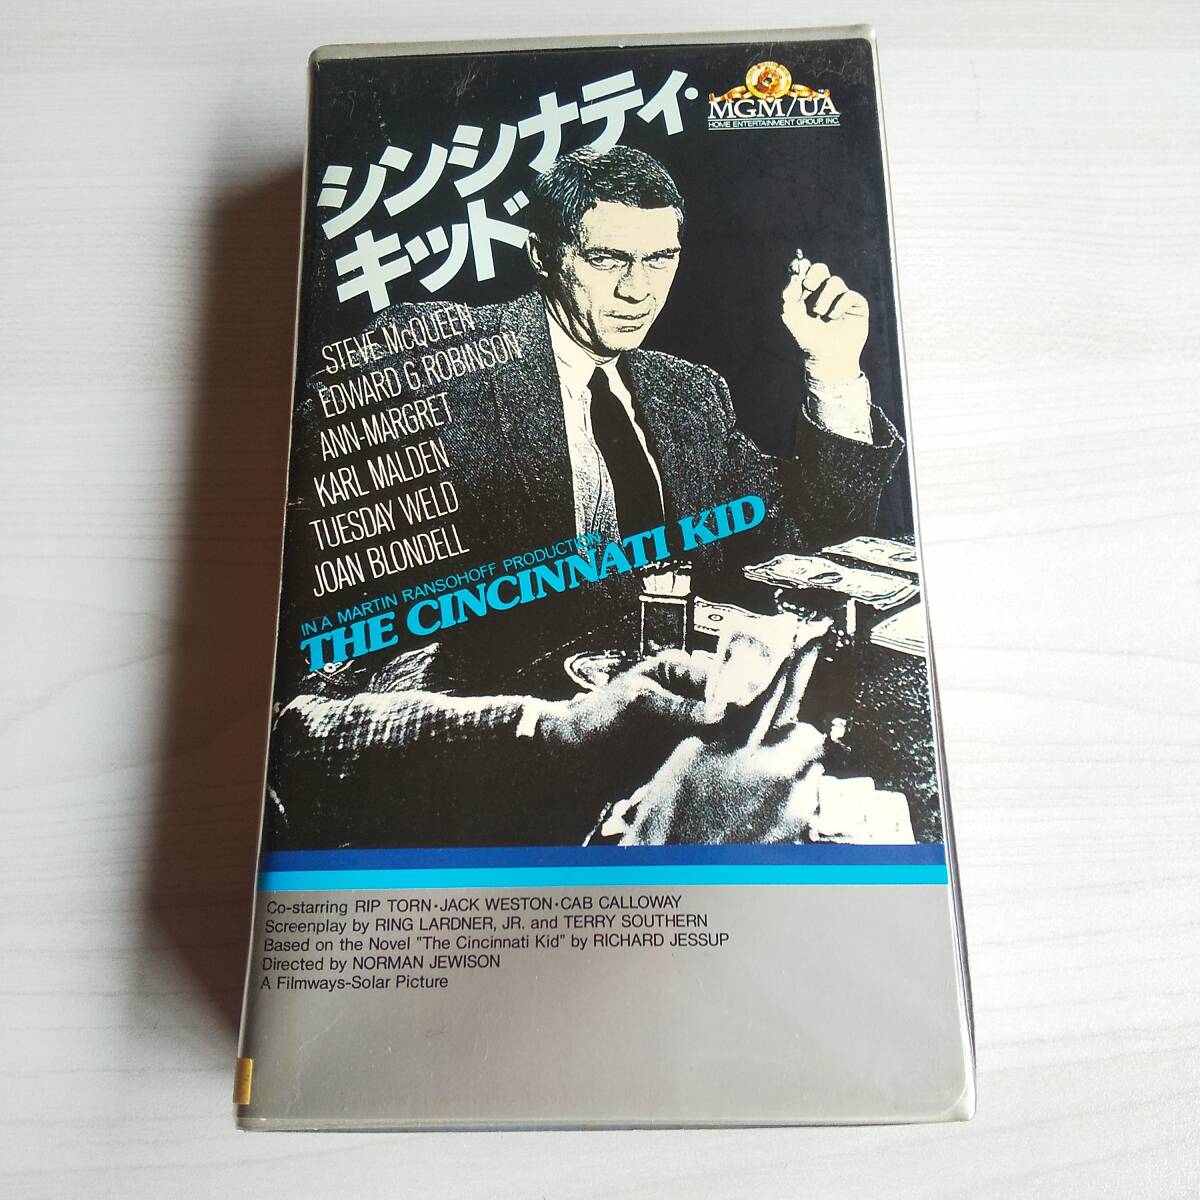 シンシナティ・
キッド
MGM/UA
HOME ENTERTAINMENT GROUP, INC.
STEVE McQUEEN
EDWARD G. ROBINSON
ANN-MARGRET
KARL MALDEN
TUESDAY WELD
JOAN BLONDELL
IN A MARTIN RANSOHOFF PRODUCTION
THE CINCINNATI KID
Co-starring RIP TORN・JACK WESTON・CAB CALLOWAY
Screenplay by RING LARDNER, JR. and TERRY SOUTHERN
Based on the Novel "The Cincinnati Kid" by RICHARD JESSUP
Directed by NORMAN JEWISON
A Filmways-Solar Picture